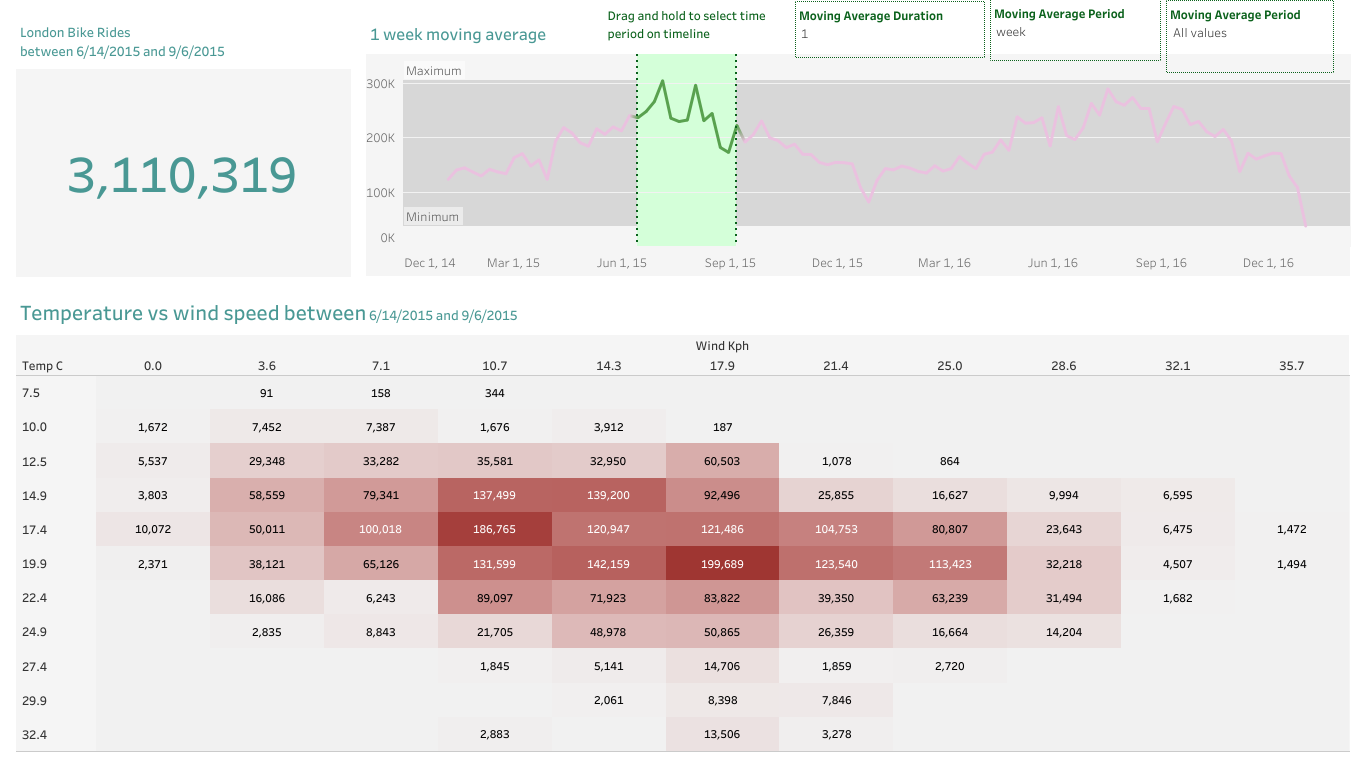 London Bike Rides
between 6/14/2015 and 9/6/2015
3,110,319
1 week moving average
Drag and hold to select time
period on timeline
Moving Average Duration
1
Moving Average Period
week
Moving Average Period
All values
Maximum
300K
200K
100K
Minimum
0K
Dec 1, 14 Mar 1, 15 Jun 1, 15 Sep 1, 15 Dec 1, 15 Mar 1, 16 Jun 1, 16 Sep 1, 16 Dec 1, 16
Temperature vs wind speed between 6/14/2015 and 9/6/2015
Wind Kph
Temp C 0.0 3.6 7.1 10.7 14.3 17.9 21.4 25.0 28.6 32.1 35.7
7.5 91 158 344
10.0 1,672 7,452 7,387 1,676 3,912 187
12.5 5,537 29,348 33,282 35,581 32,950 60,503 1,078 864
14.9 3,803 58,559 79,341 137,499 139,200 92,496 25,855 16,627 9,994 6,595
17.4 10,072 50,011 100,018 186,765 120,947 121,486 104,753 80,807 23,643 6,475 1,472
19.9 2,371 38,121 65,126 131,599 142,159 199,689 123,540 113,423 32,218 4,507 1,494
22.4 16,086 6,243 89,097 71,923 83,822 39,350 63,239 31,494 1,682
24.9 2,835 8,843 21,705 48,978 50,865 26,359 16,664 14,204
27.4 1,845 5,141 14,706 1,859 2,720
29.9 2,061 8,398 7,846
32.4 2,883 13,506 3,278